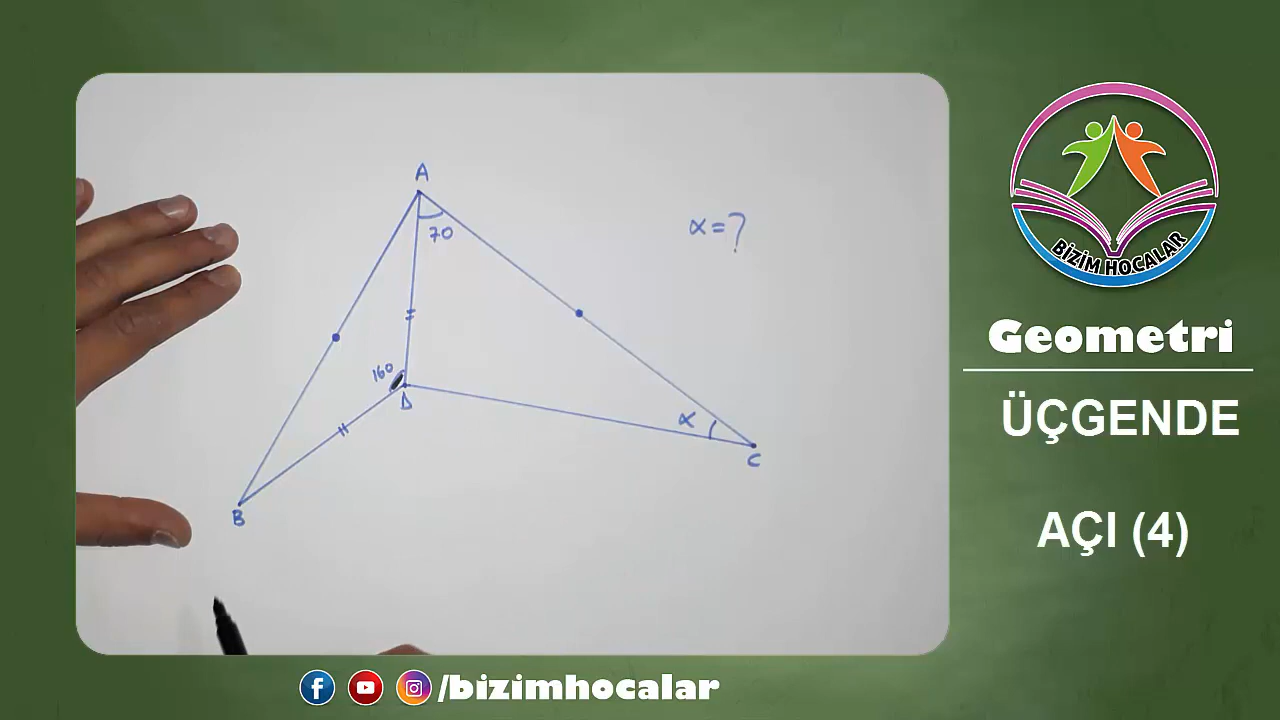 A
70
α=?
160
D
α
C
B
BİZİM HOCALAR
Geometri
ÜÇGENDE
AÇI (4)
/bizimhocalar